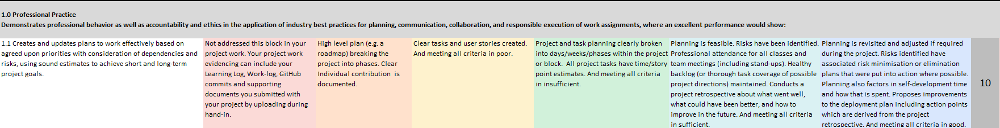 1.0 Professional Practice
Demonstrates professional behavior as well as accountability and ethics in the application of industry best practices for planning, communication, collaboration, and responsible execution of work assignments, where an excellent performance would show:
1.1 Creates and updates plans to work effectively based on
agreed upon priorities with consideration of dependencies and
risks, using sound estimates to achieve short and long-term
project goals.
Not addressed this block in your
project work. Your project work
evidencing can include your
Learning Log, Work-log, GitHub
commits and supporting
documents you submitted with
your project by uploading during
hand-in.
High level plan (e.g. a
roadmap) breaking the
project into phases. Clear
Individual contribution is
documented.
Clear tasks and user stories created.
And meeting all criteria in poor.
Project and task planning clearly broken
into days/weeks/phases within the project
or block. All project tasks have time/story
point estimates. And meeting all criteria
in insufficient.
Planning is feasible. Risks have been identified.
Professional attendance for all classes and
team meetings (including stand-ups). Healthy
backlog (or thorough task coverage of possible
project directions) maintained. Conducts a
project retrospective about what went well,
what could have been better, and how to
improve in the future. And meeting all criteria
in sufficient.
Planning is revisited and adjusted if required
during the project. Risks identified have
associated risk minimisation or elimination
plans that were put into action where possible.
Planning also factors in self-development time
and how that is spent. Proposes improvements
to the deployment plan including action points
which are derived from the project
retrospective. And meeting all criteria in good.
10